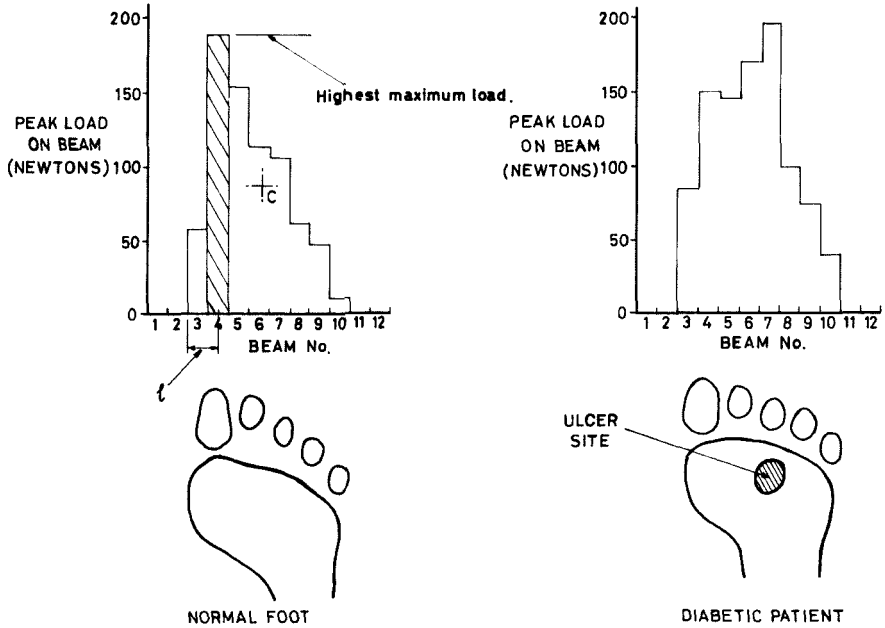 200
150
100
50
0
PEAK LOAD
ON BEAM
(NEWTONS)
Highest maximum load.
C
1 2 3 4 5 6 7 8 9 10 11 12
BEAM No.
ℓ
NORMAL FOOT
200
150
100
50
0
PEAK LOAD
ON BEAM
(NEWTONS)
1 2 3 4 5 6 7 8 9 10 11 12
BEAM No.
ULCER
SITE
DIABETIC PATIENT